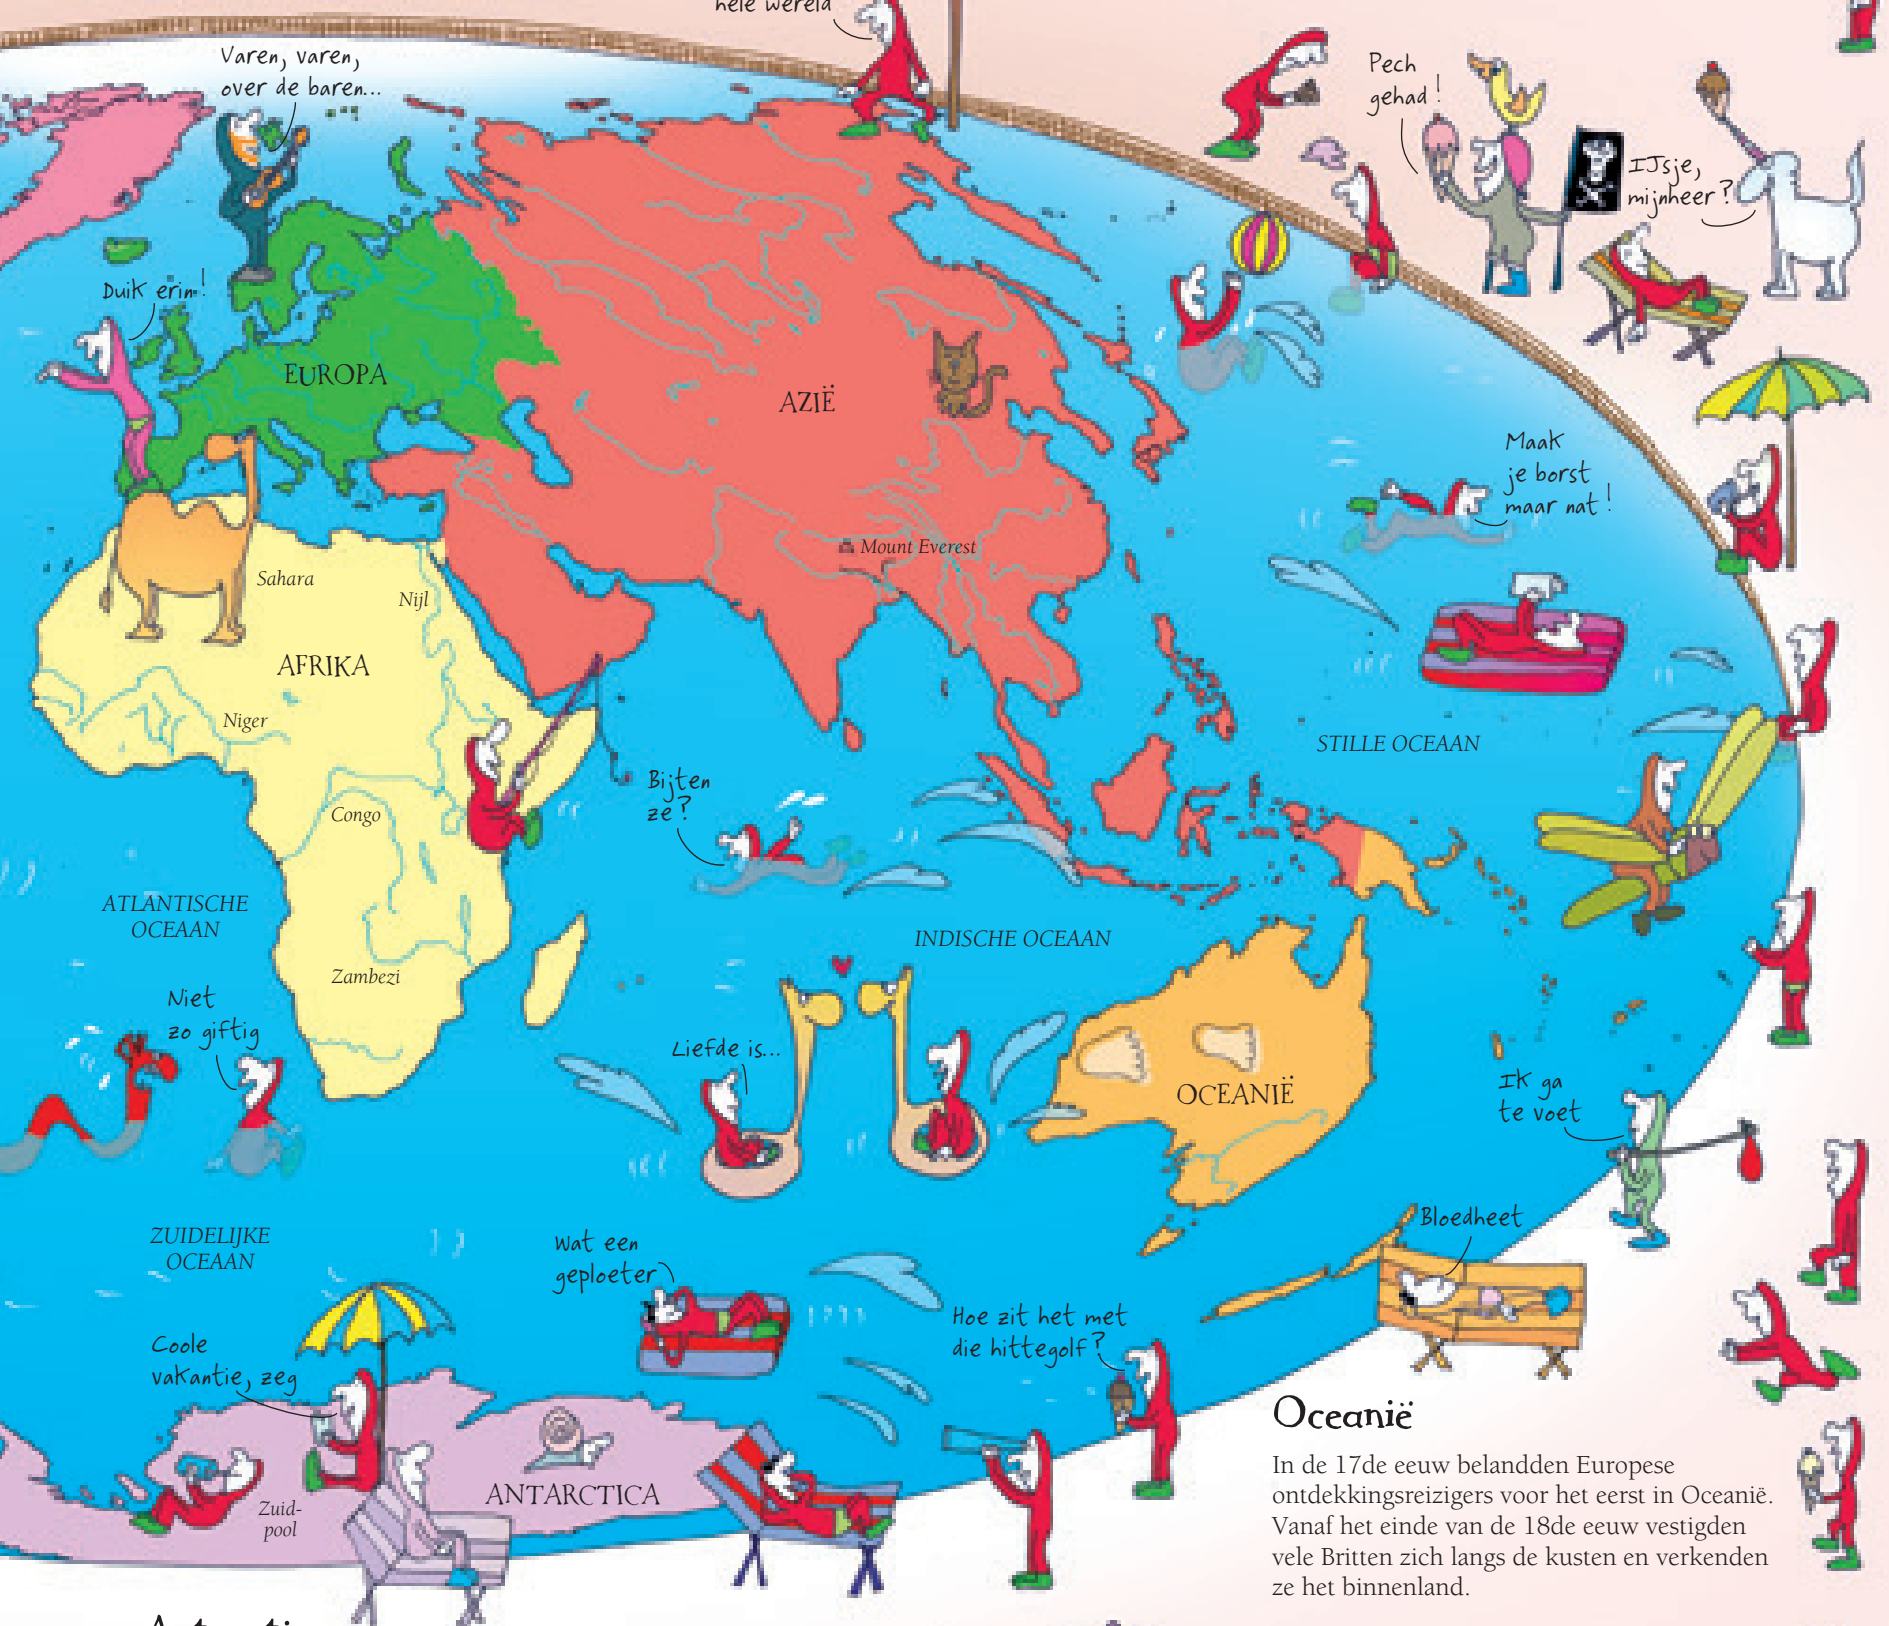 hele wereld
Varen, varen,
over de baren...
Pech
gehad!
IJsje,
mijnheer?
Duik erin!
EUROPA
AZIË
Maak
je borst
maar nat!
Mount Everest
Sahara
Nijl
AFRIKA
Niger
STILLE OCEAAN
Bijten
ze?
Congo
ATLANTISCHE
OCEAAN
INDISCHE OCEAAN
Zambezi
Niet
zo giftig
Liefde is...
OCEANIË
Ik ga
te voet
Bloedheet
ZUIDELIJKE
OCEAAN
Wat een
geploeter
Hoe zit het met
die hittegolf?
Coole
vakantie, zeg
ANTARCTICA
Zuid-
pool
Oceanië
In de 17de eeuw belandden Europese
ontdekkingsreizigers voor het eerst in Oceanië.
Vanaf het einde van de 18de eeuw vestigden
vele Britten zich langs de kusten en verkenden
ze het binnenland.